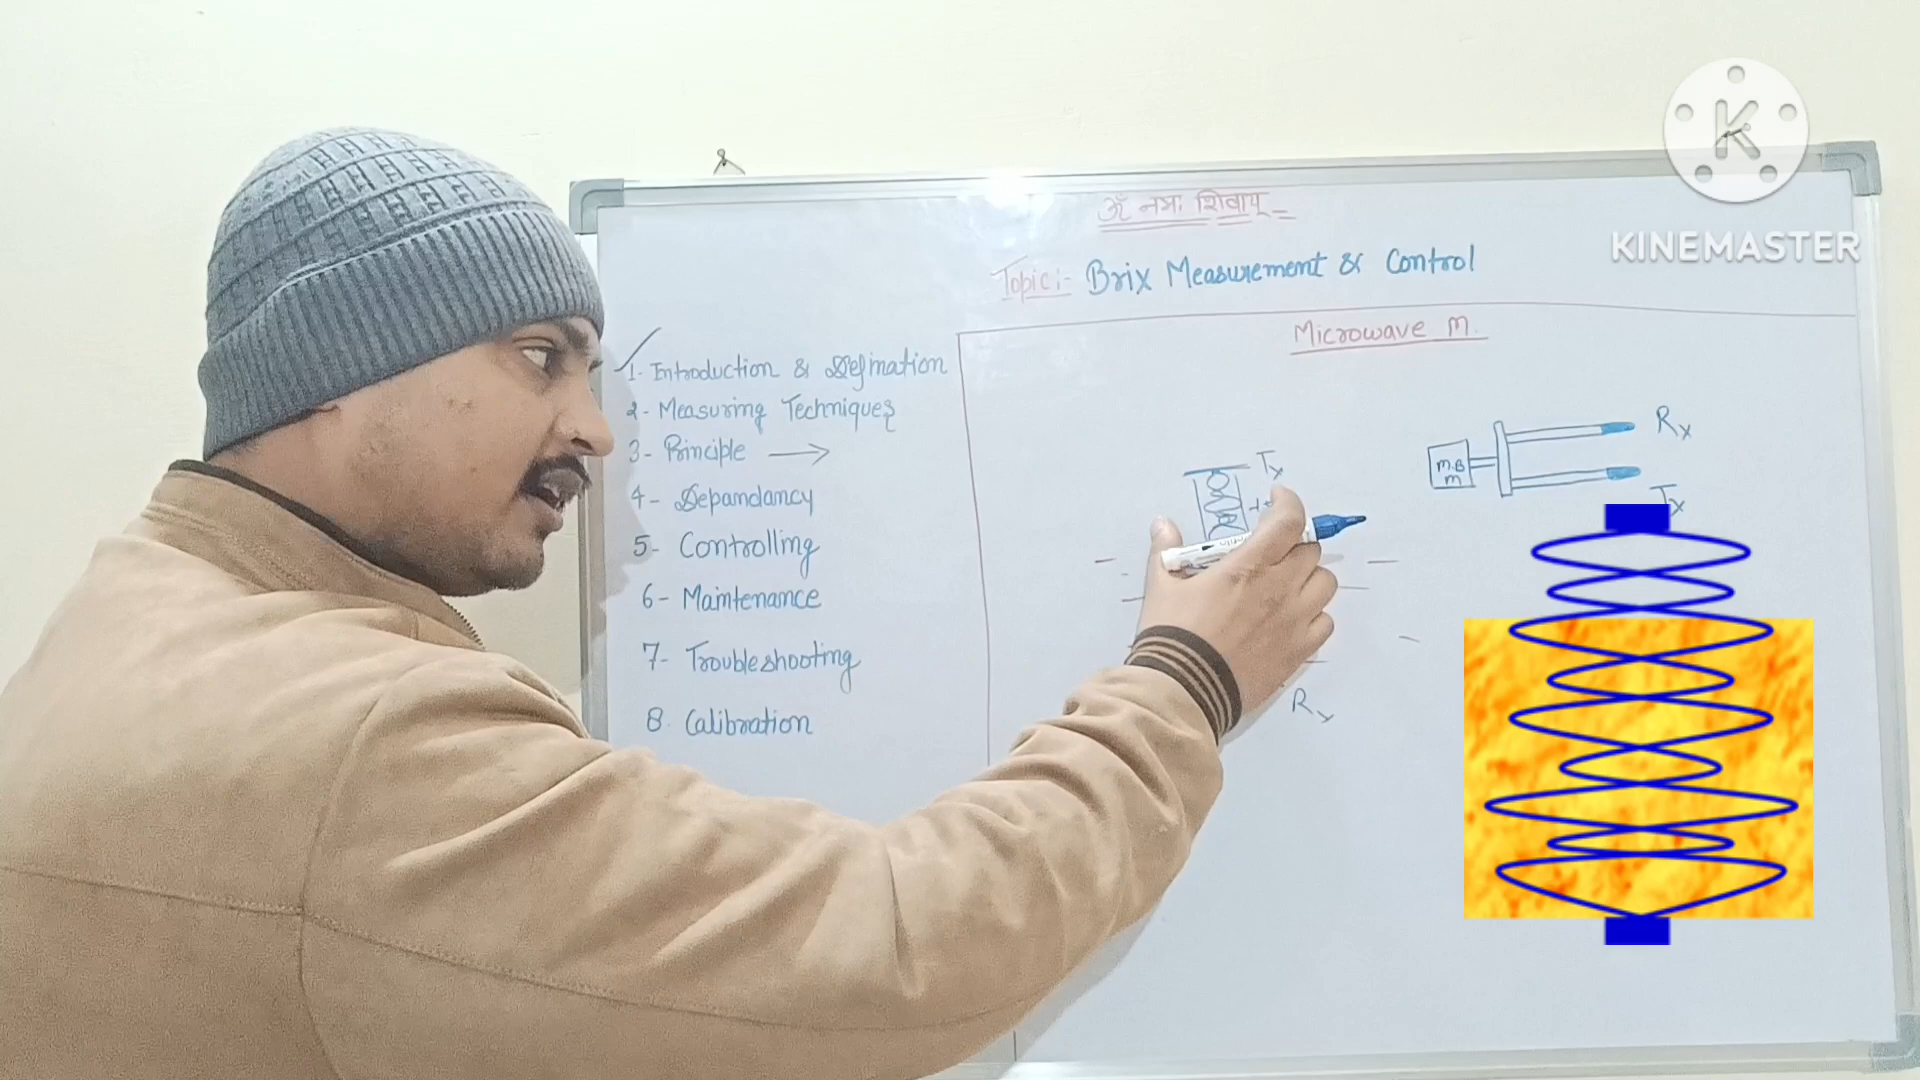 ॐ नमः शिवाय
Topic:- Brix Measurement & Control
Microwave M.
1- Introduction & Defination
2- Measuring Techniques
3- Principle →
4- Depandancy
5- Controlling
6- Maintenance
7- Troubleshooting
8- Calibration
Tx
Rx
M.B
M
Rx
Tx
K
KINEMASTER